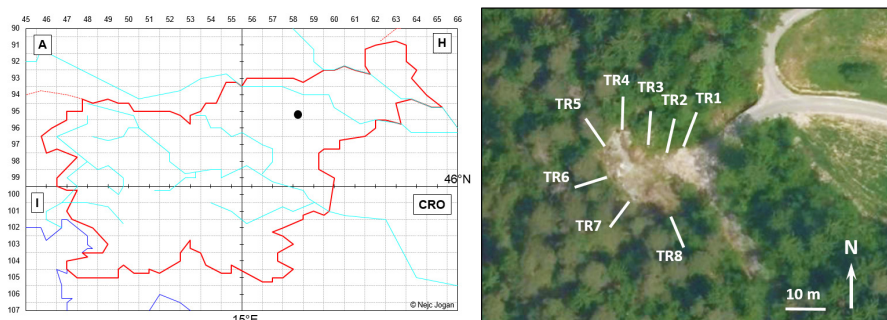 45 46 47 48 49 50 51 52 53 54 55 56 57 58 59 60 61 62 63 64 65 66
90
91
92
93
94
95
96
97
98
99
100
101
102
103
104
105
106
107
A
H
I
CRO
46°N
15°E
© Nejc Jogan
TR1
TR2
TR3
TR4
TR5
TR6
TR7
TR8
N
10 m